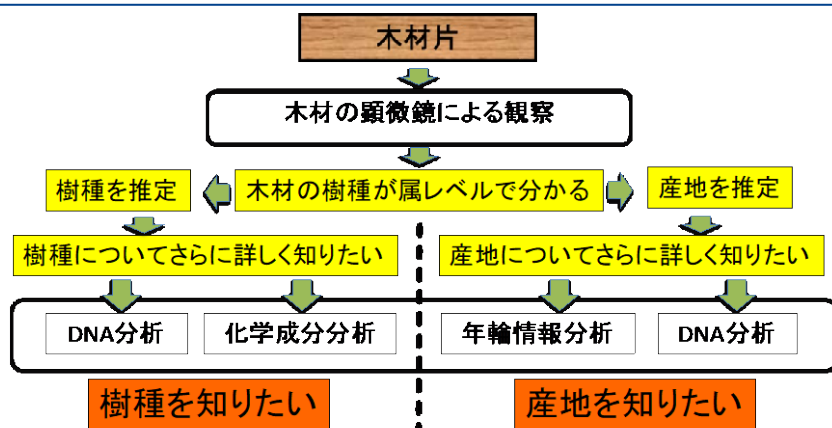 木材片
木材の顕微鏡による観察
樹種を推定
木材の樹種が属レベルで分かる
産地を推定
樹種についてさらに詳しく知りたい
産地についてさらに詳しく知りたい
DNA分析
化学成分分析
年輪情報分析
DNA分析
樹種を知りたい
産地を知りたい